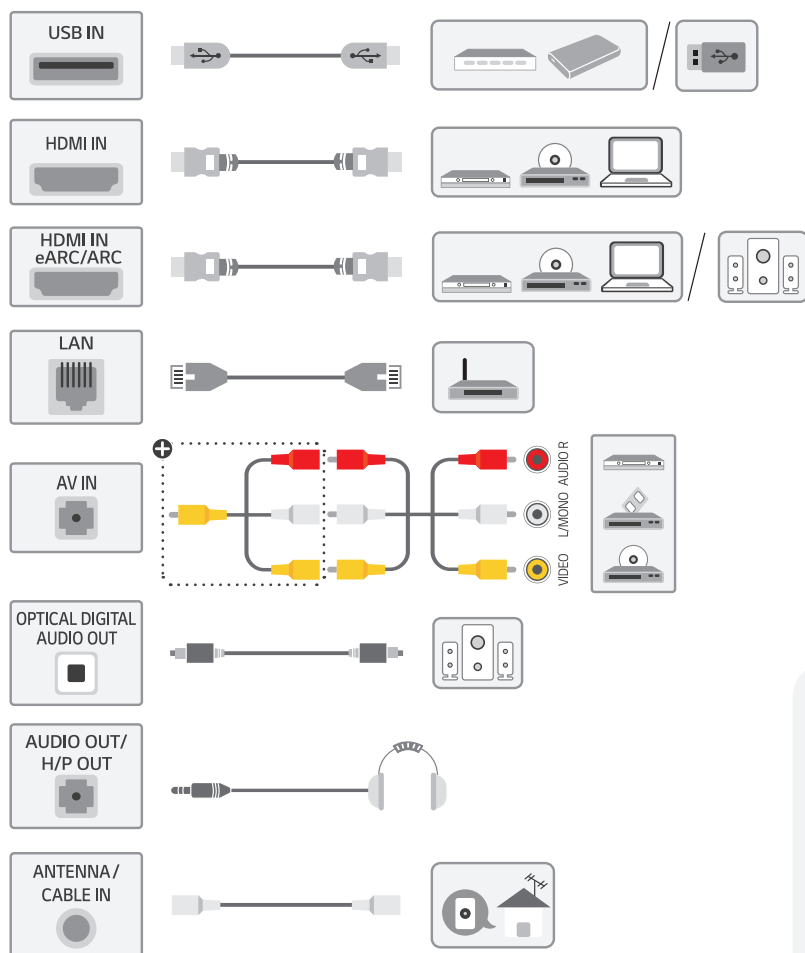 USB IN
HDMI IN
HDMI IN
eARC/ARC
LAN
AV IN
AUDIO R
L/MONO
VIDEO
OPTICAL DIGITAL
AUDIO OUT
AUDIO OUT/
H/P OUT
ANTENNA/
CABLE IN